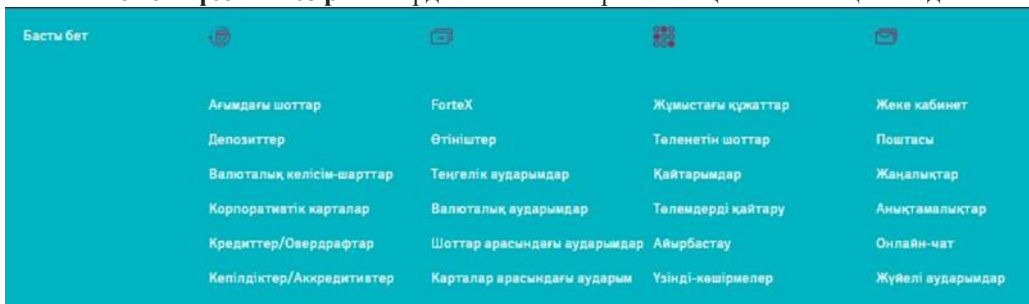 Басты бет
Ағымдағы шоттар
Депозиттер
Валюталық келісім-шарттар
Корпоративтік карталар
Кредиттер/Овердрафтар
Кепілдіктер/Аккредитивтер
ForteX
Өтініштер
Теңгелік аударымдар
Валюталық аударымдар
Шоттар арасындағы аударымдар
Карталар арасындағы аударым
Жұмыстағы құжаттар
Төленетін шоттар
Қайтарымдар
Төлемдерді қайтару
Айырбастау
Үзінді-көшірмелер
Жеке кабинет
Поштасы
Жаңалықтар
Анықтамалықтар
Онлайн-чат
Жүйелі аударымдар